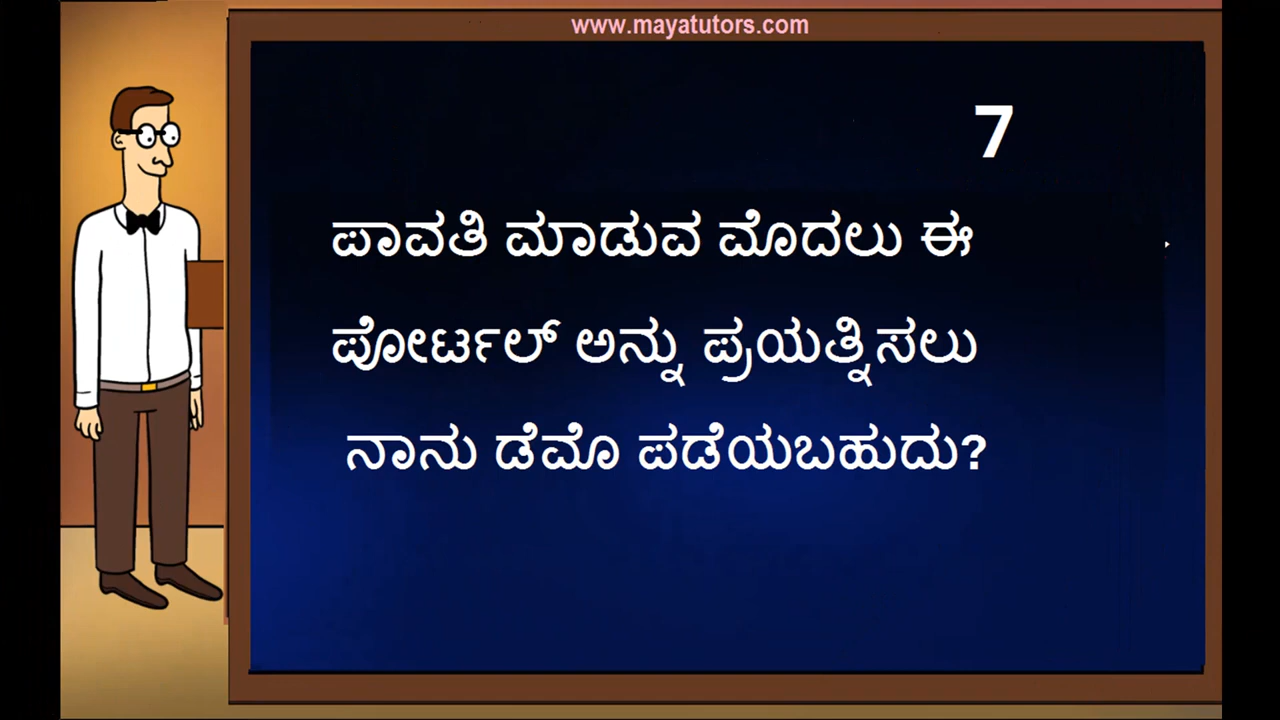 www.mayatutors.com
7
ಪಾವತಿ ಮಾಡುವ ಮೊದಲು ಈ
ಪೋರ್ಟಲ್ ಅನ್ನು ಪ್ರಯತ್ನಿಸಲು
ನಾನು ಡೆಮೊ ಪಡೆಯಬಹುದು?